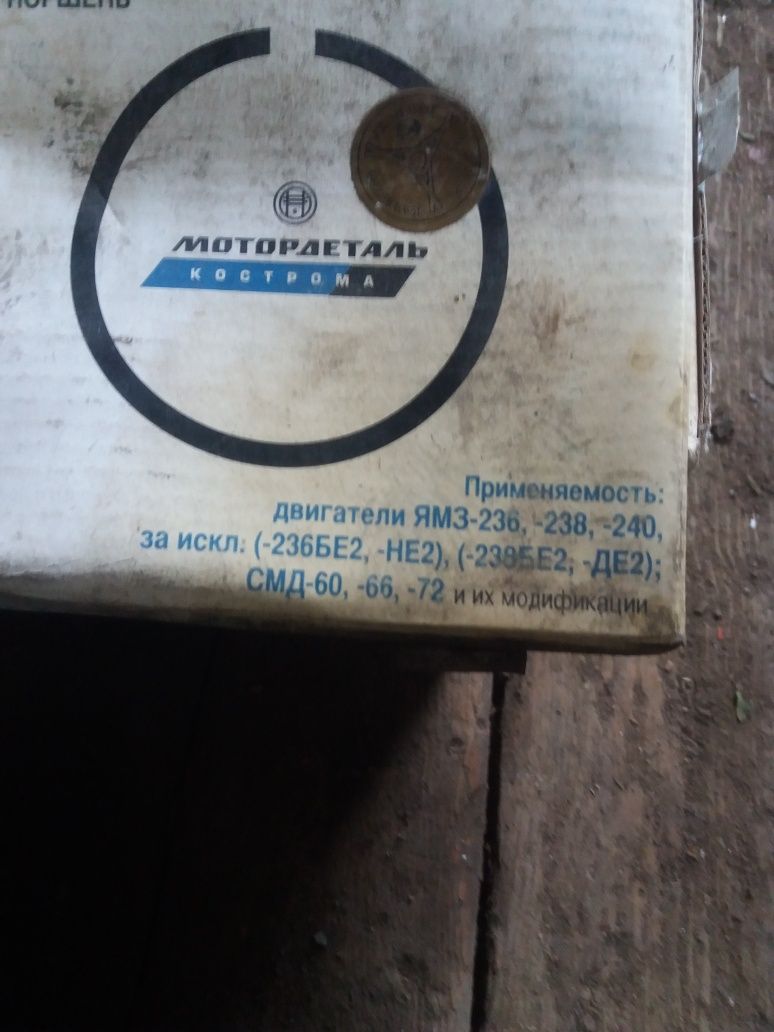 ПОРШЕНЬ
МОТОРДЕТАЛЬ
КОСТРОМА
Применяемость:
двигатели ЯМЗ-236, -238, -240,
за искл. (-236БЕ2, -НЕ2), (-238БЕ2, -ДЕ2);
СМД-60, -66, -72 и их модификации